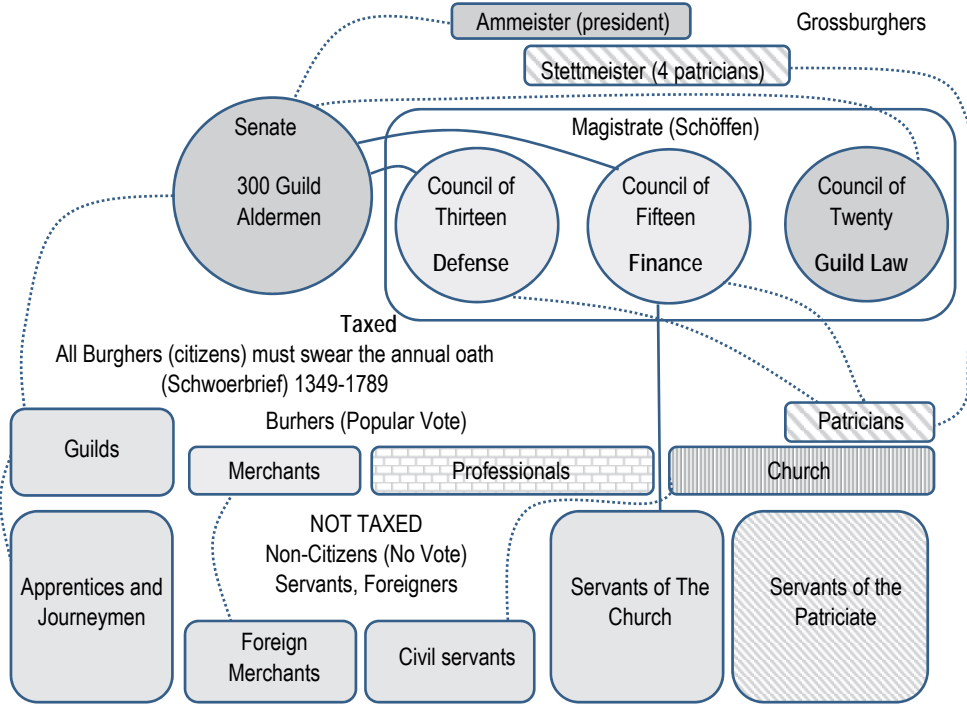 Ammeister (president)
Grossburghers
Stettmeister (4 patricians)
Senate
300 Guild
Aldermen
Magistrate (Schöffen)
Council of
Thirteen
Defense
Council of
Fifteen
Finance
Council of
Twenty
Guild Law
Taxed
All Burghers (citizens) must swear the annual oath
(Schwoerbrief) 1349-1789
Burhers (Popular Vote)
Patricians
Guilds
Merchants
Professionals
Church
NOT TAXED
Non-Citizens (No Vote)
Servants, Foreigners
Apprentices and
Journeymen
Foreign
Merchants
Civil servants
Servants of The
Church
Servants of the
Patriciate